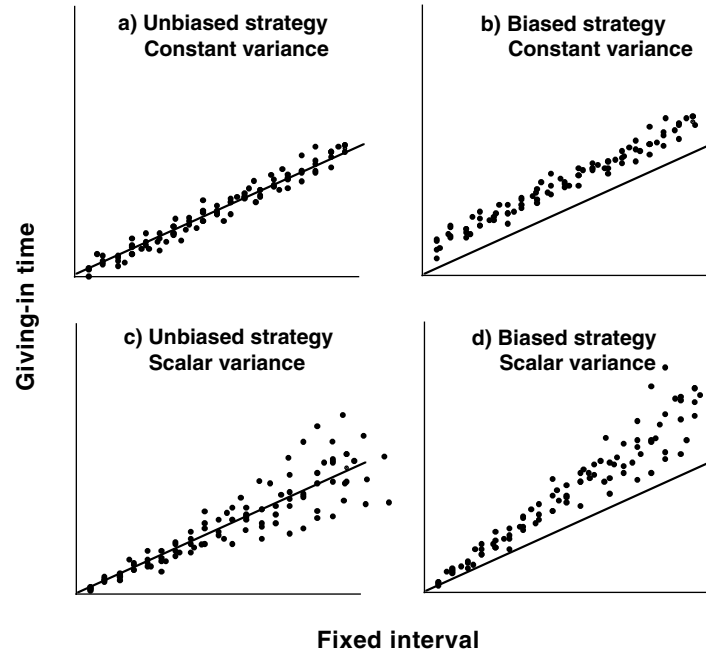 a) Unbiased strategy
Constant variance
b) Biased strategy
Constant variance
Giving-in time
c) Unbiased strategy
Scalar variance
d) Biased strategy
Scalar variance
Fixed interval